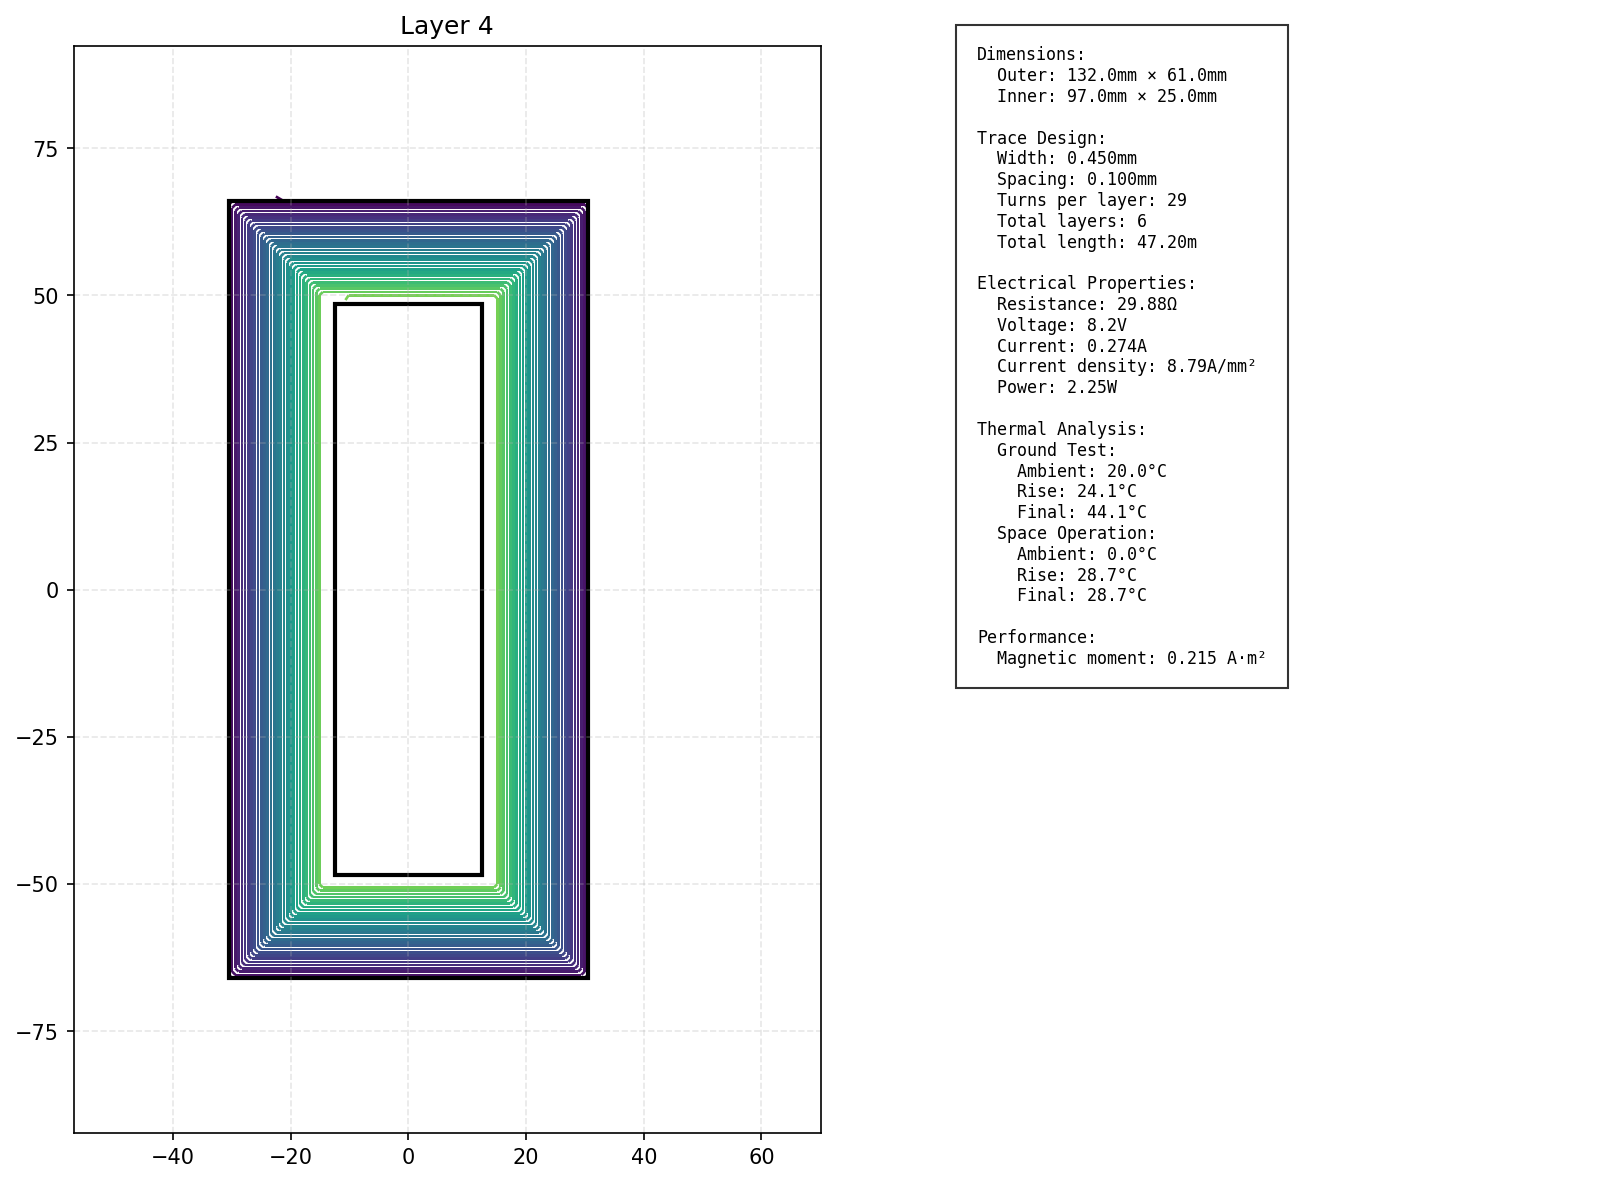 Layer 4
75
50
25
0
−25
−50
−75
−40 −20 0 20 40 60
Dimensions:
Outer: 132.0mm × 61.0mm
Inner: 97.0mm × 25.0mm
Trace Design:
Width: 0.450mm
Spacing: 0.100mm
Turns per layer: 29
Total layers: 6
Total length: 47.20m
Electrical Properties:
Resistance: 29.88Ω
Voltage: 8.2V
Current: 0.274A
Current density: 8.79A/mm²
Power: 2.25W
Thermal Analysis:
Ground Test:
Ambient: 20.0°C
Rise: 24.1°C
Final: 44.1°C
Space Operation:
Ambient: 0.0°C
Rise: 28.7°C
Final: 28.7°C
Performance:
Magnetic moment: 0.215 A·m²